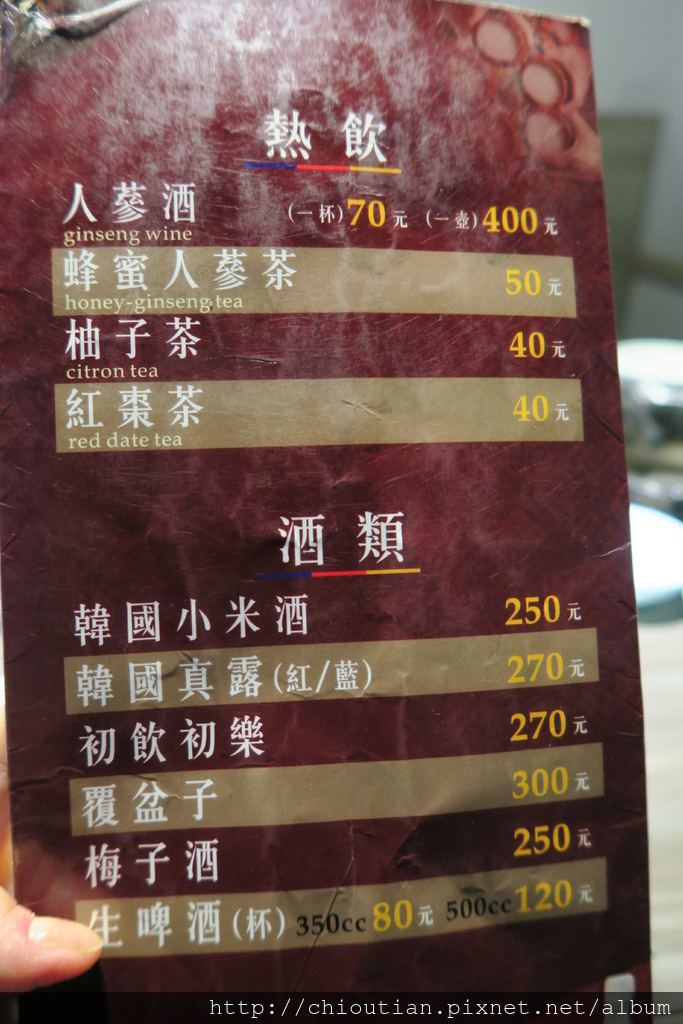 熱飲
人蔘酒 (一杯)70元 (一壺)400元
ginseng wine
蜂蜜人蔘茶 50元
honey-ginseng tea
柚子茶 40元
citron tea
紅棗茶 40元
red date tea
酒類
韓國小米酒 250元
韓國真露(紅/藍) 270元
初飲初樂 270元
覆盆子 300元
梅子酒 250元
生啤酒(杯) 350cc 80元 500cc 120元
http://chioutian.pixnet.net/album